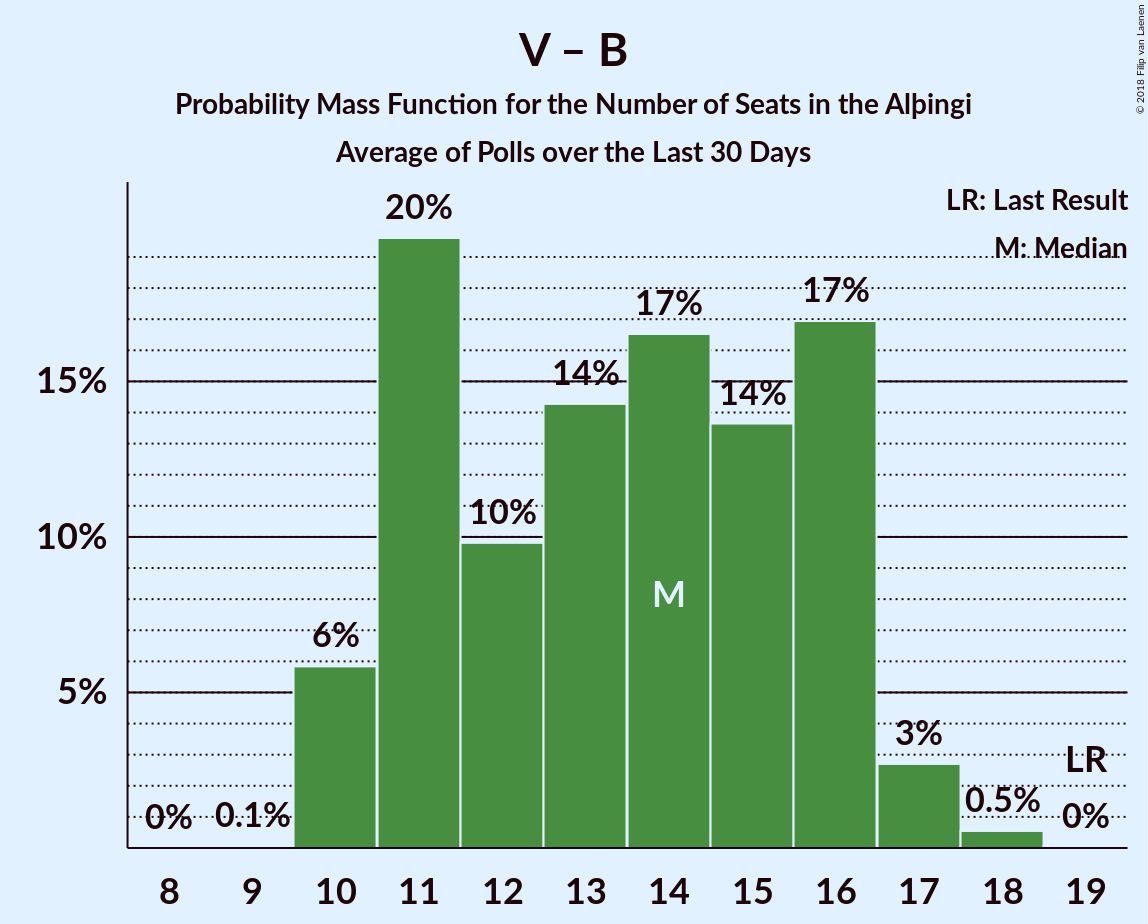 V – B
Probability Mass Function for the Number of Seats in the Alþingi
Average of Polls over the Last 30 Days
© 2018 Filip van Laenen
LR: Last Result
M: Median
15%
10%
5%
0%
0.1%
6%
20%
10%
14%
17%
14%
17%
3%
0.5%
0%
LR
M
8 9 10 11 12 13 14 15 16 17 18 19